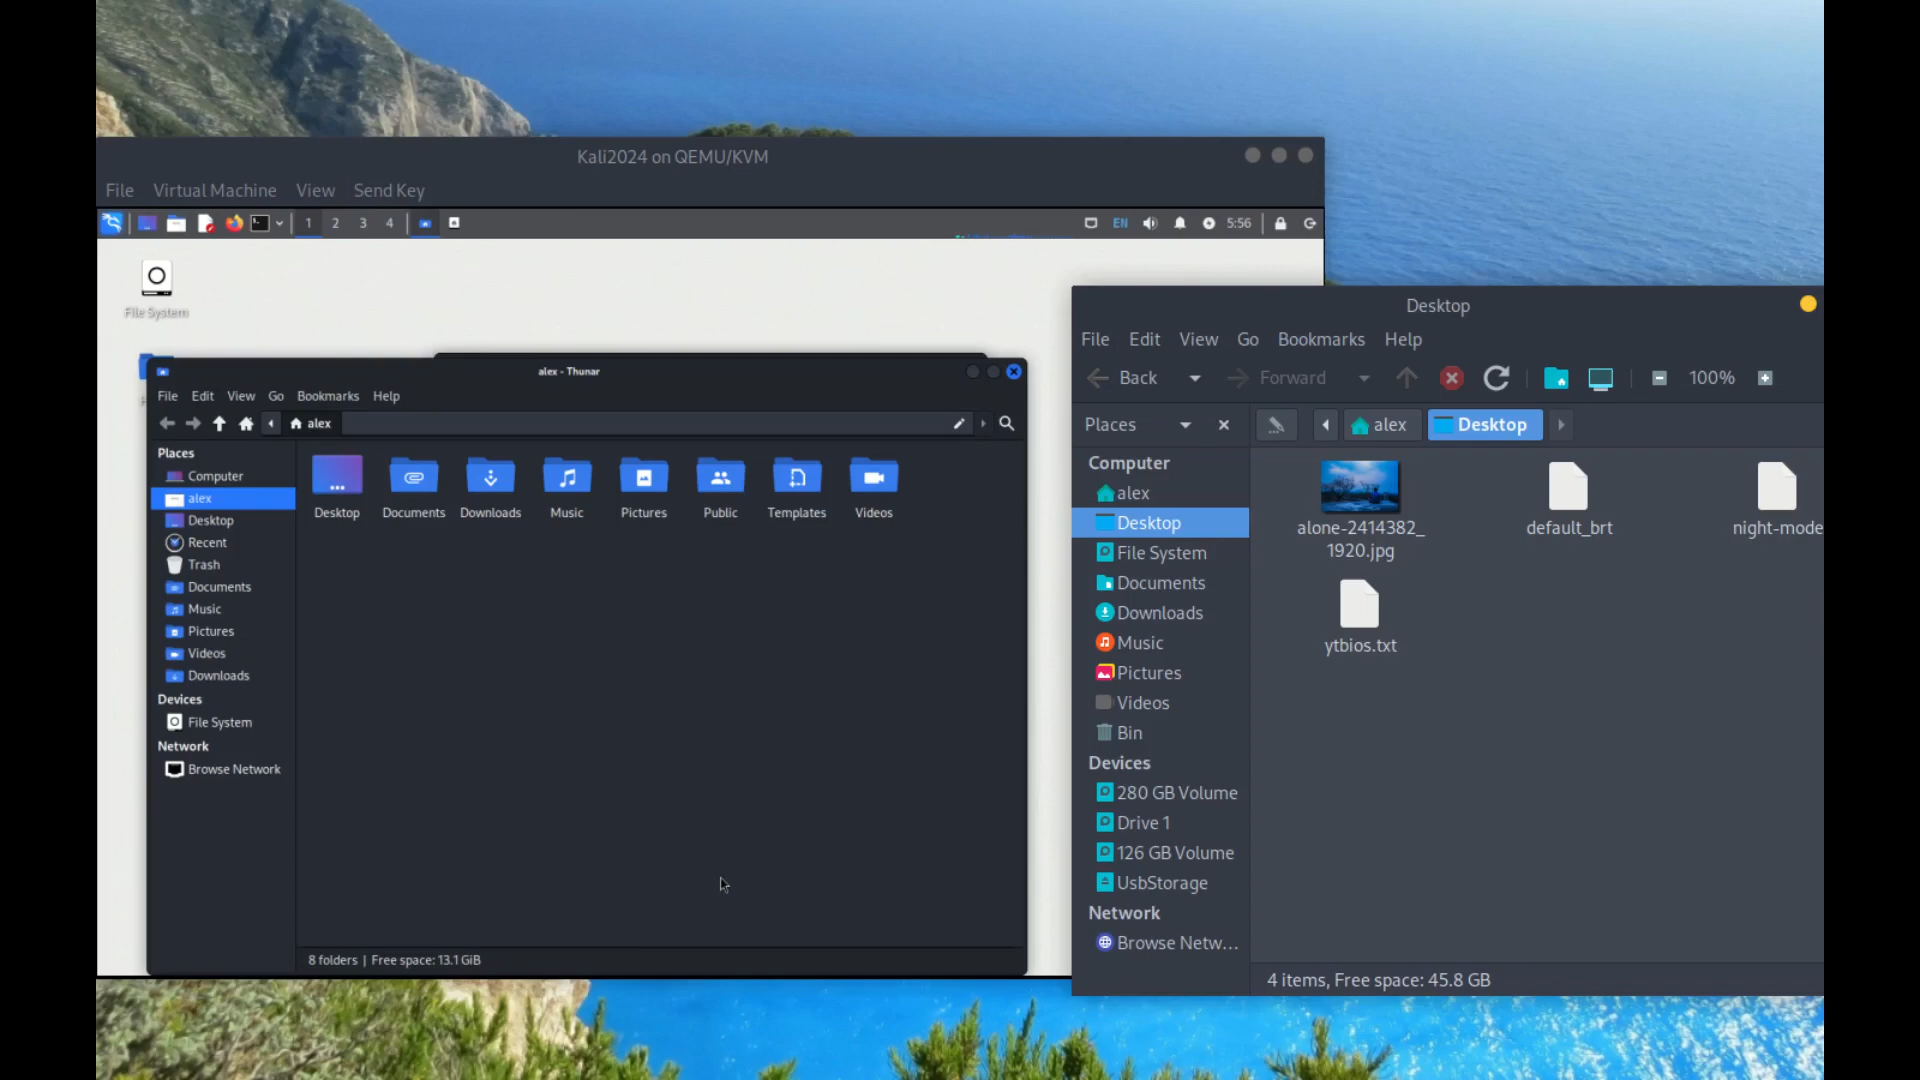 Kali2024 on QEMU/KVM
File Virtual Machine View Send Key
1 2 3 4 EN 5:56
File System
alex - Thunar
File Edit View Go Bookmarks Help
alex
Places
Computer
alex
Desktop
Recent
Trash
Documents
Music
Pictures
Videos
Downloads
Devices
File System
Network
Browse Network
Desktop Documents Downloads Music Pictures Public Templates Videos
8 folders | Free space: 13.1 GiB
Desktop
File Edit View Go Bookmarks Help
Back Forward 100%
Places alex Desktop
Computer
alex
Desktop
File System
Documents
Downloads
Music
Pictures
Videos
Bin
Devices
280 GB Volume
Drive 1
126 GB Volume
UsbStorage
Network
Browse Netw...
alone-2414382_
1920.jpg
default_brt
night-mode
ytbios.txt
4 items, Free space: 45.8 GB